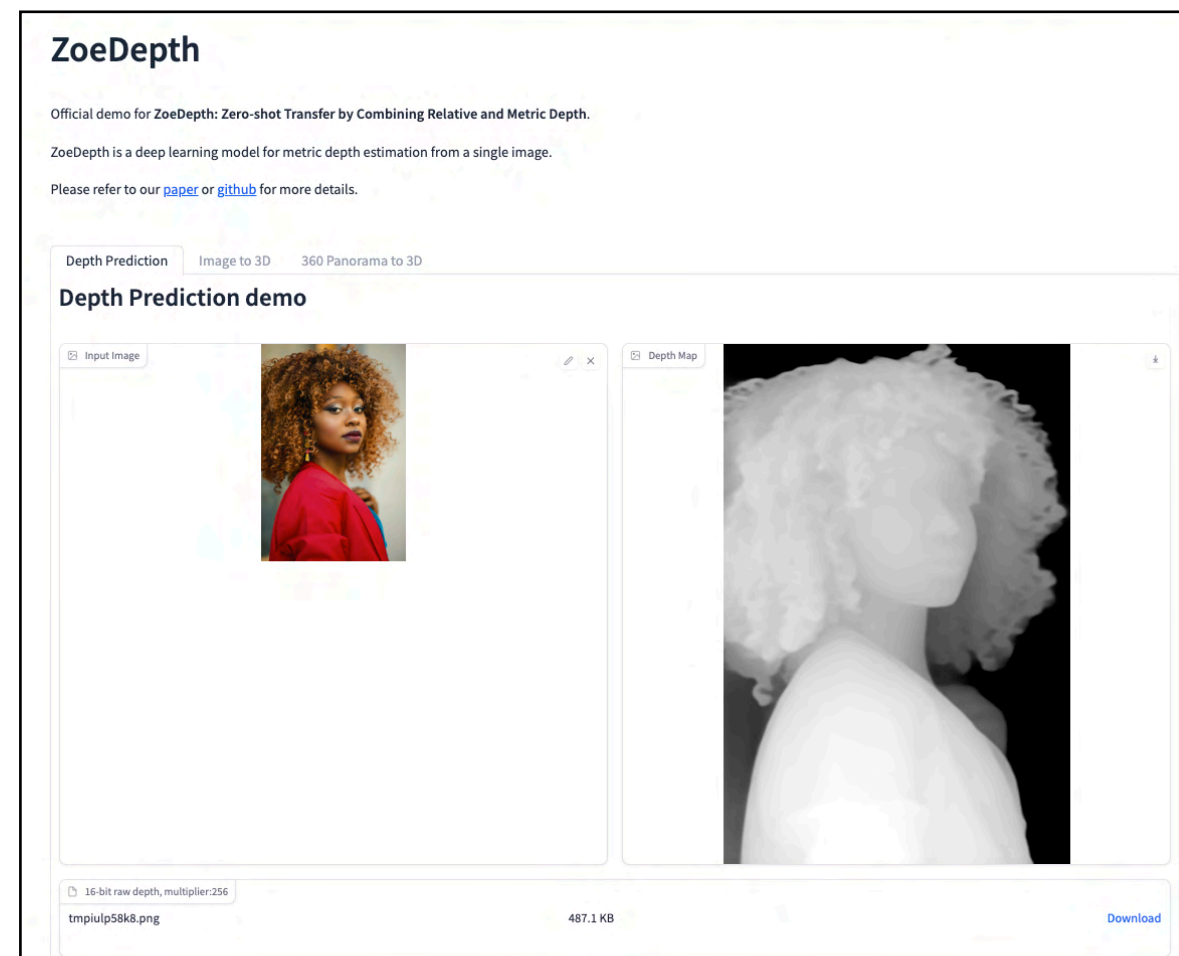 ZoeDepth
Official demo for ZoeDepth: Zero-shot Transfer by Combining Relative and Metric Depth.
ZoeDepth is a deep learning model for metric depth estimation from a single image.
Please refer to our paper or github for more details.
Depth Prediction Image to 3D 360 Panorama to 3D
Depth Prediction demo
Input Image Depth Map
16-bit raw depth, multiplier:256
tmpiulp58k8.png 487.1 KB Download